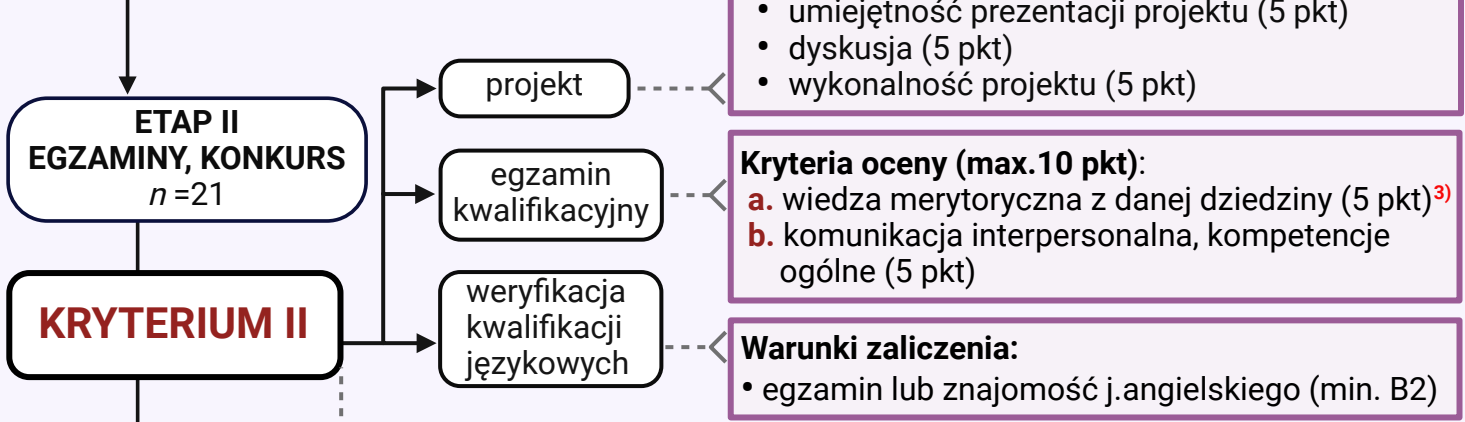 • umiejętność prezentacji projektu (5 pkt)
• dyskusja (5 pkt)
• wykonalność projektu (5 pkt)
projekt
ETAP II
EGZAMINY, KONKURS
n =21
egzamin
kwalifikacyjny
Kryteria oceny (max.10 pkt):
a. wiedza merytoryczna z danej dziedziny (5 pkt)3)
b. komunikacja interpersonalna, kompetencje
ogólne (5 pkt)
KRYTERIUM II
weryfikacja
kwalifikacji
językowych
Warunki zaliczenia:
• egzamin lub znajomość j.angielskiego (min. B2)